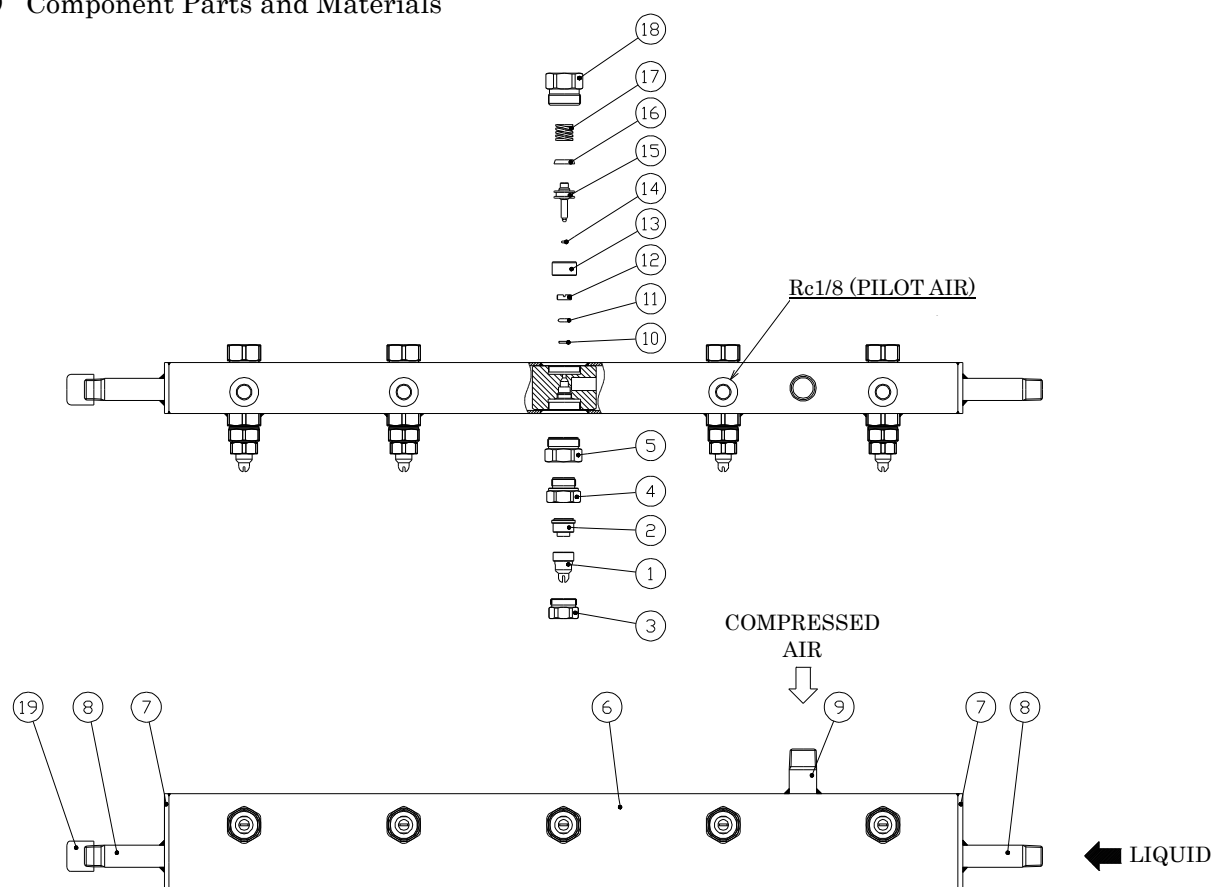 Component Parts and Materials
18
17
16
15
14
13
12
11
10
Rc1/8 (PILOT AIR)
5
4
2
1
3
COMPRESSED
AIR
19 8 7 6 9 7 8
LIQUID